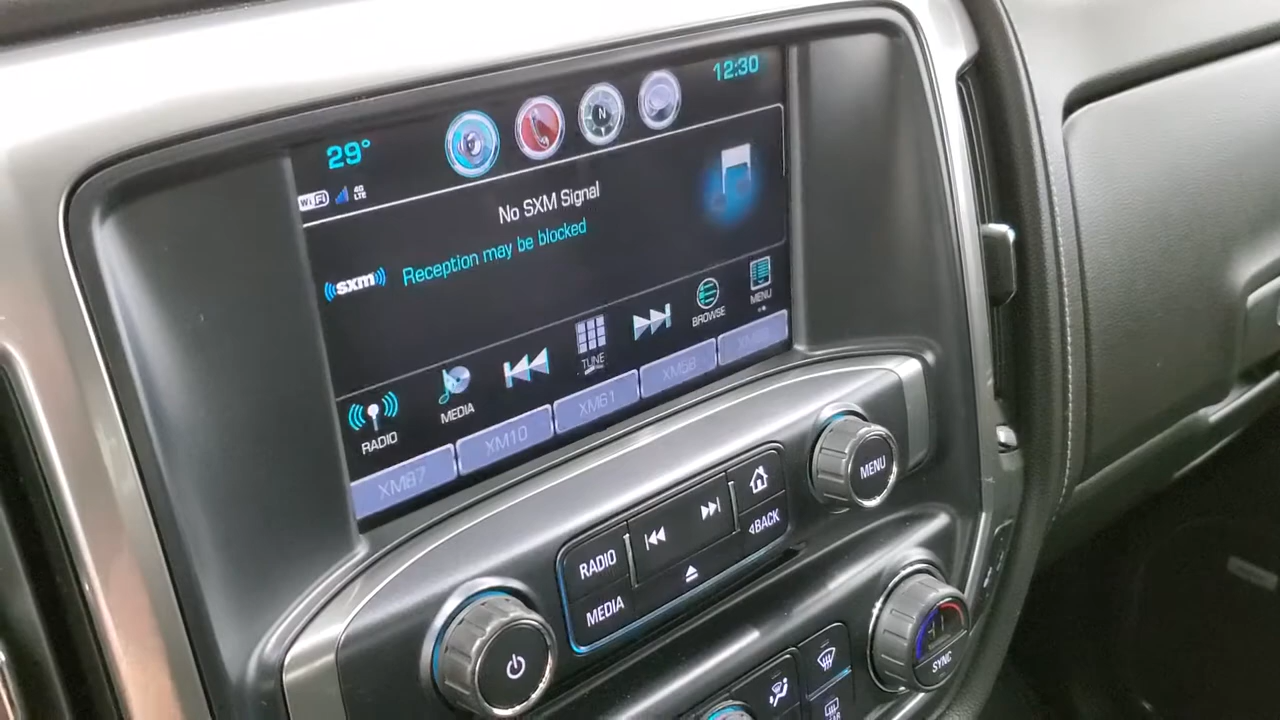 29°
12:30
WiFi
4G
LTE
N
No SXM Signal
((sxm))
Reception may be blocked
RADIO
MEDIA
TUNE
BROWSE
MENU
XM87
XM10
XM61
XM58
RADIO
MEDIA
◁BACK
MENU
SYNC